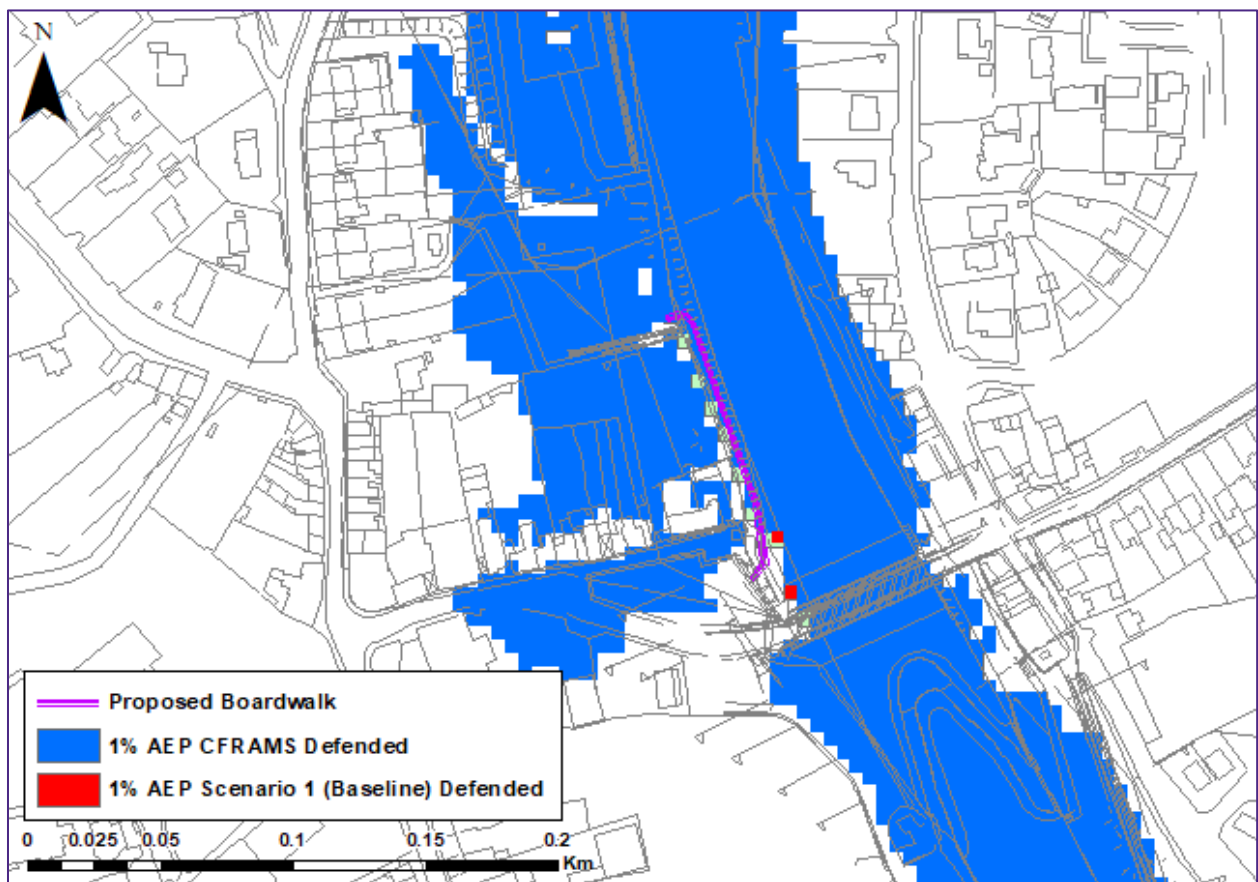 N
Proposed Boardwalk
1% AEP CFRAMS Defended
1% AEP Scenario 1 (Baseline) Defended
0 0.025 0.05 0.1 0.15 0.2
Km